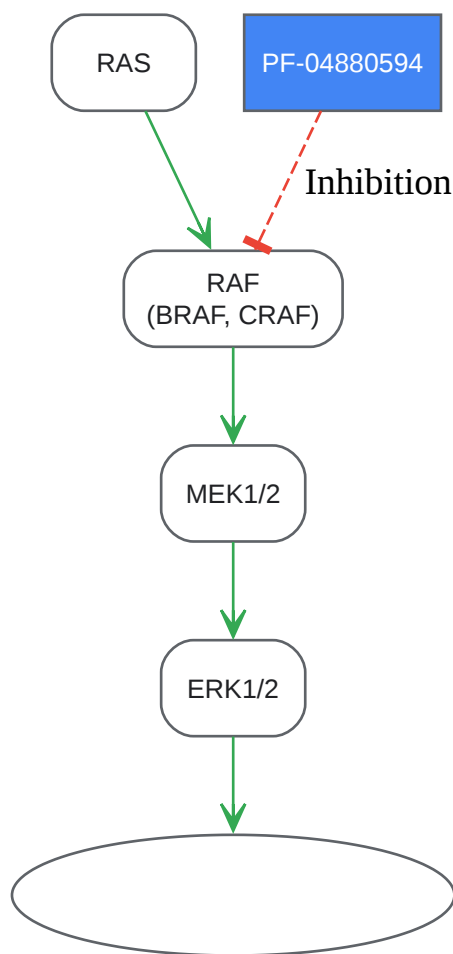 RAS
PF-04880594
Inhibition
RAF
(BRAF, CRAF)
MEK1/2
ERK1/2